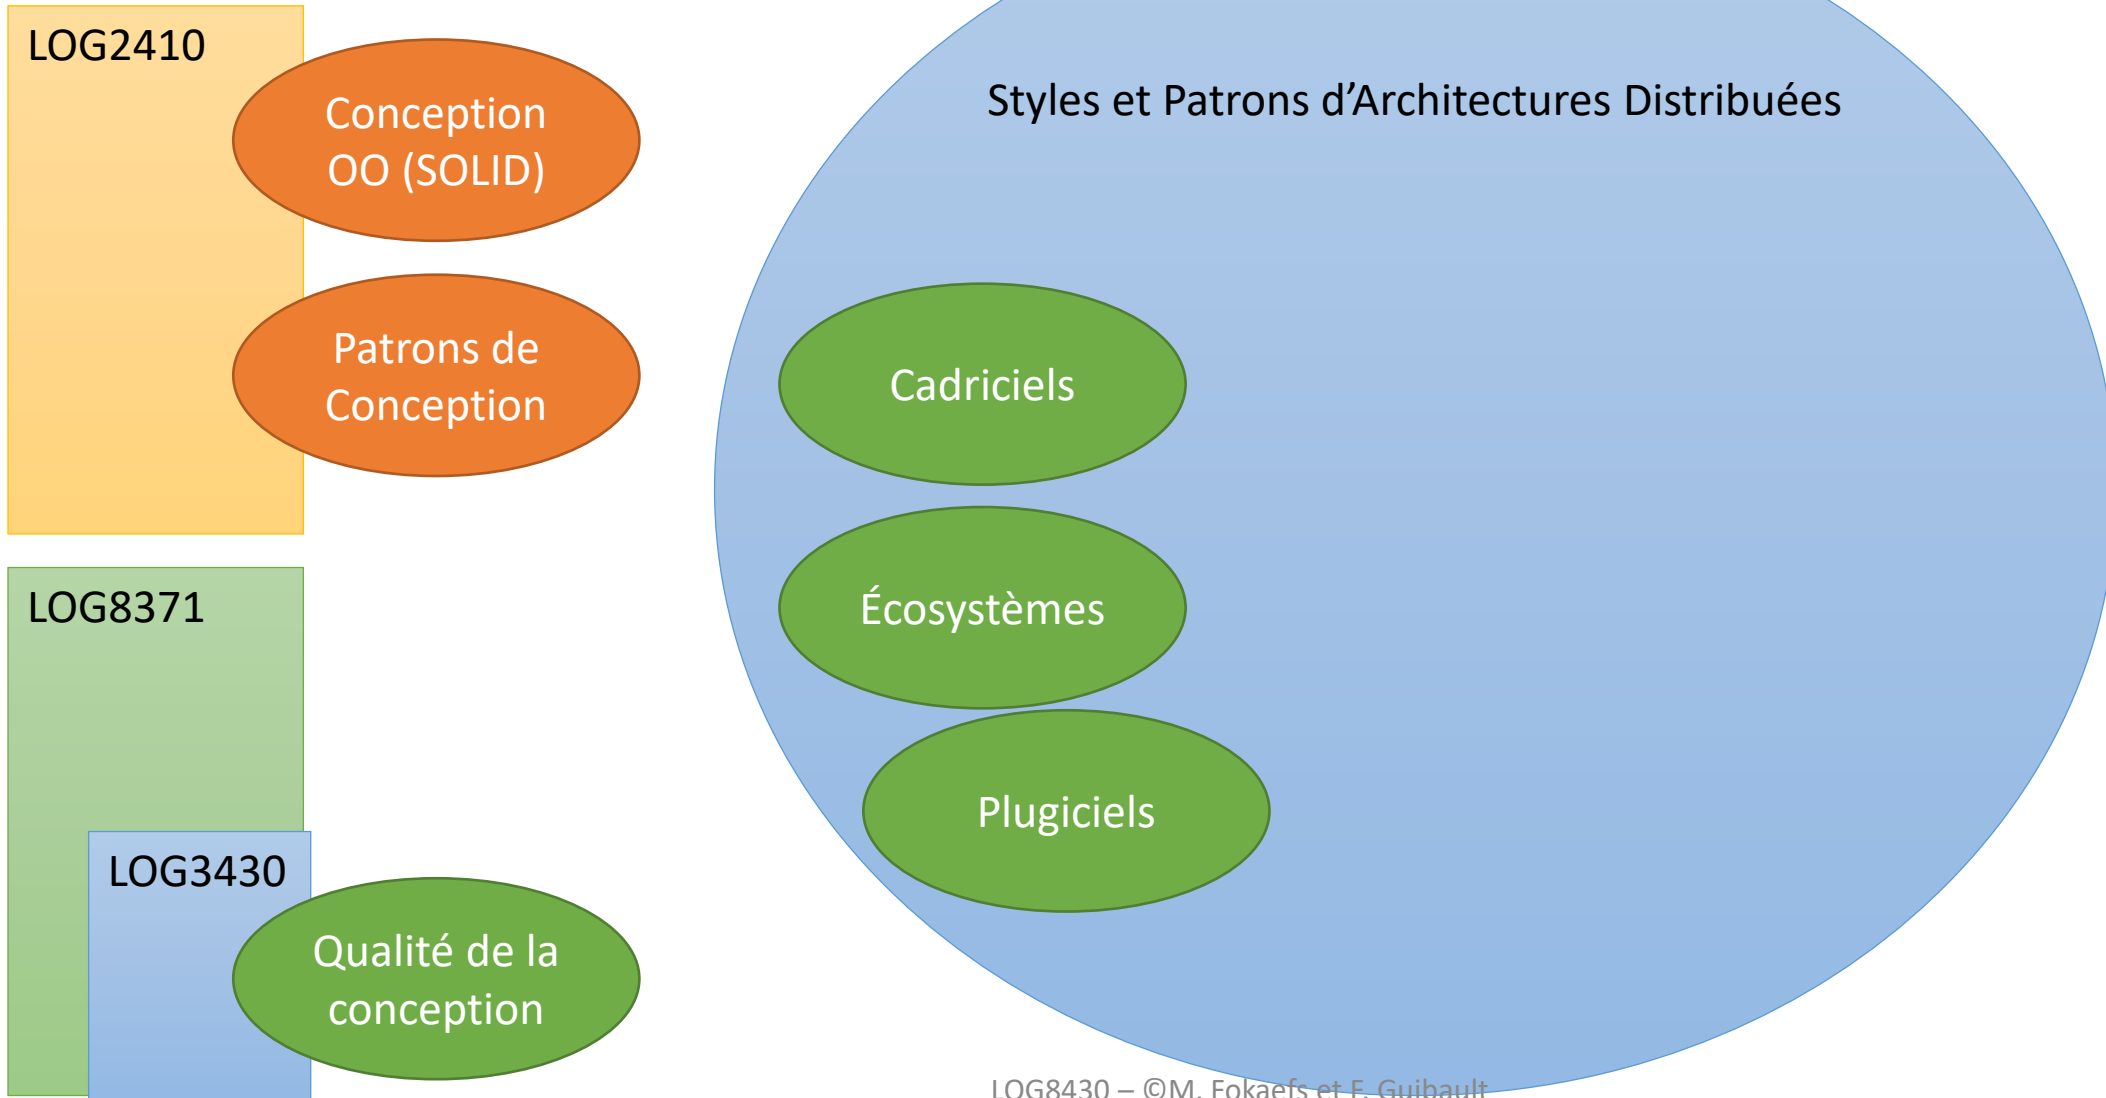 LOG2410
Conception
OO (SOLID)
Patrons de
Conception
LOG8371
LOG3430
Qualité de la
conception
Styles et Patrons d’Architectures Distribuées
Cadriciels
Écosystèmes
Plugiciels
LOG8430 – ©M. Fokaefs et F. Guibault